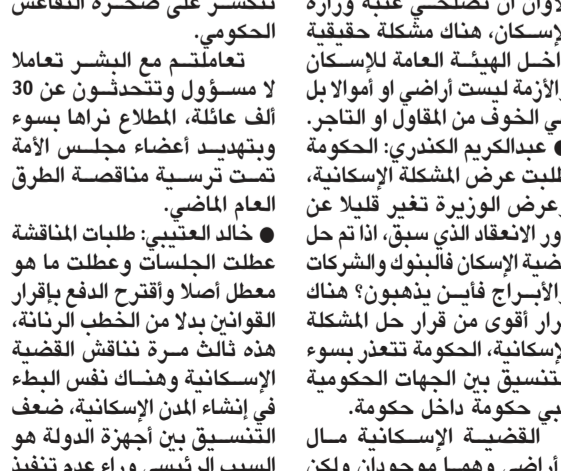 الأوان أن تصلحي عتبة وزارة
الإسكان، هناك مشكلة حقيقية
داخل الهيئة العامة للإسكان
والأزمة ليست أراضي او أموالا بل
في الخوف من المقاول او التاجر.
● عبدالكريم الكندري: الحكومة
طلبت عرض المشكلة الإسكانية،
وعرض الوزيرة تغير قليلا عن
دور الانعقاد الذي سبق، اذا تم حل
قضية الإسكان فالبنوك والشركات
والأبراج فأين يذهبون؟ هناك
قرار أقوى من قرار حل المشكلة
الإسكانية، الحكومة تتعذر بسوء
التنسيق بين الجهات الحكومية
حكومة داخل حكومة.
القضية الإسكانية مال
أراضي وهما موجودان ولكن
تتكسر على صخرة التقاعس
الحكومي.
تعاملتم مع البشر تعاملا
لا مسؤول وتتحدثون عن 30
ألف عائلة، المطلاع نراها بسوء
وبتهديد أعضاء مجلس الأمة
تمت ترسية مناقصة الطرق
العام الماضي.
● خالد العتيبي: طلبات المناقشة
عطلت الجلسات وعطلت ما هو
معطل أصلا وأقترح الدفع بإقرار
القوانين بدلا من الخطب الرنانة،
هذه ثالث مرة نناقش القضية
الإسكانية وهناك نفس البطء
في إنشاء المدن الإسكانية، ضعف
التنسيق بين أجهزة الدولة هو
السبب الرئيسي وراء عدم تنفيذ